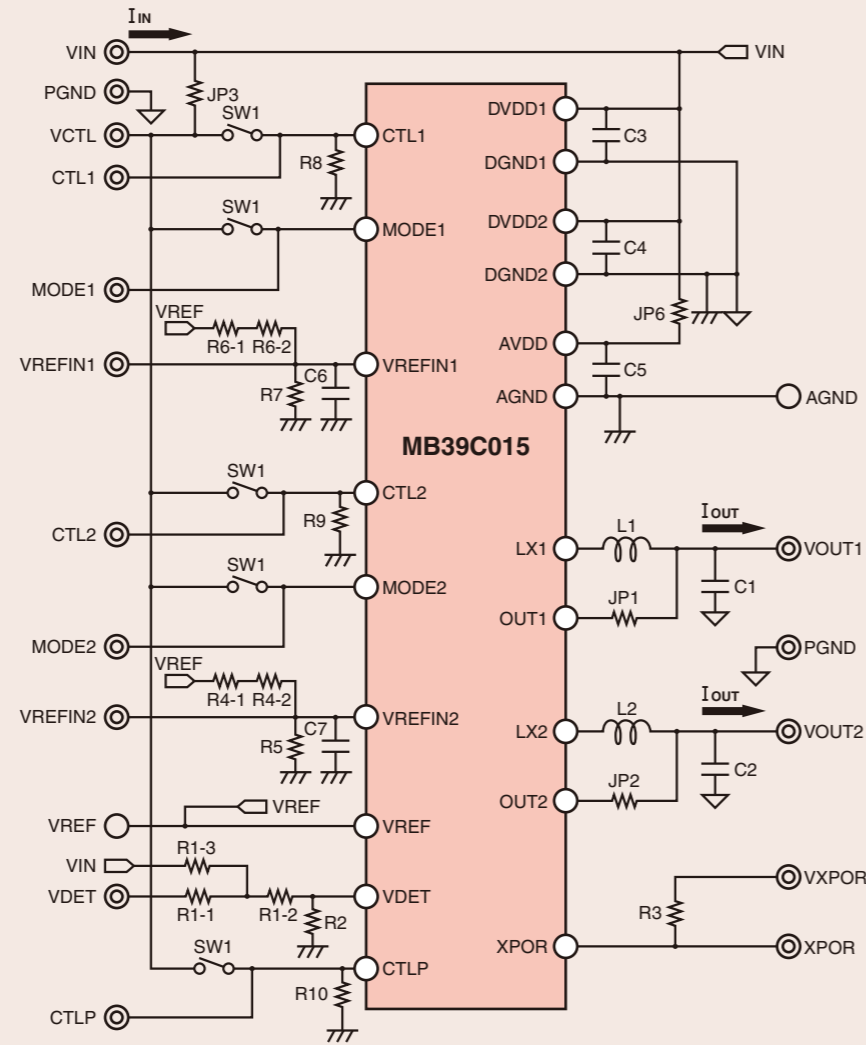 IIN
VIN
VIN
PGND
JP3
SW1
VCTL
CTL1
CTL1
R8
SW1
MODE1
MODE1
VREF
R6-1
R6-2
VREFIN1
VREFIN1
R7
C6
SW1
CTL2
CTL2
R9
SW1
MODE2
MODE2
VREF
R4-1
R4-2
VREFIN2
VREFIN2
R5
C7
VREF
VREF
VREF
VIN
R1-3
VDET
VDET
R1-1
R1-2
R2
SW1
CTLP
CTLP
R10
MB39C015
DVDD1
C3
DGND1
DVDD2
C4
DGND2
JP6
AVDD
C5
AGND
AGND
LX1
L1
IOUT
VOUT1
C1
OUT1
JP1
PGND
LX2
L2
IOUT
VOUT2
C2
OUT2
JP2
VXPOR
R3
XPOR
XPOR